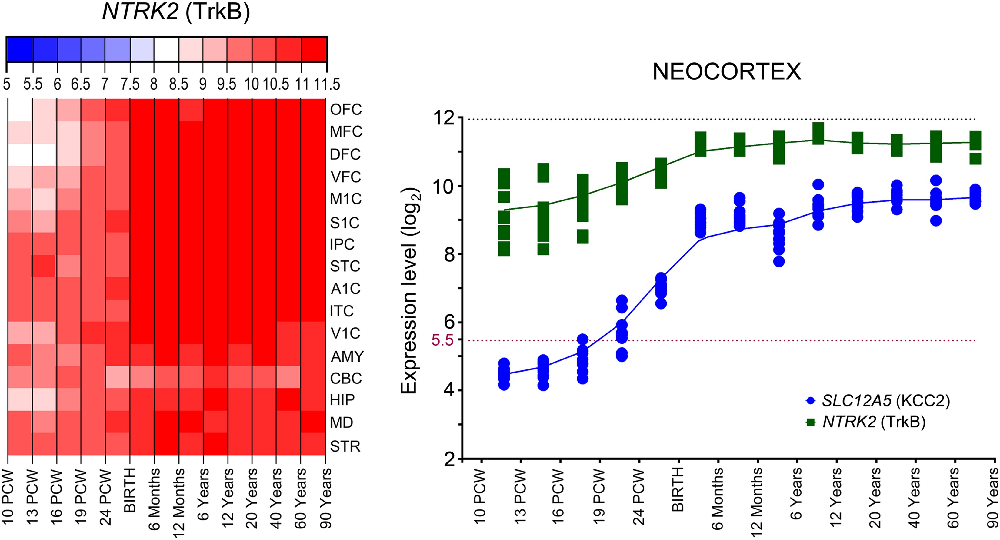 NTRK2 (TrkB)
5 5.5 6 6.5 7 7.5 8 8.5 9 9.5 10 10.5 11 11.5
OFC
MFC
DFC
VFC
M1C
S1C
IPC
STC
A1C
ITC
V1C
AMY
CBC
HIP
MD
STR
10 PCW
13 PCW
16 PCW
19 PCW
24 PCW
BIRTH
6 Months
12 Months
6 Years
12 Years
20 Years
40 Years
60 Years
90 Years
NEOCORTEX
Expression level (log2)
12
10
8
6
5.5
4
2
SLC12A5 (KCC2)
NTRK2 (TrkB)
10 PCW
13 PCW
16 PCW
19 PCW
24 PCW
BIRTH
6 Months
12 Months
6 Years
12 Years
20 Years
40 Years
60 Years
90 Years